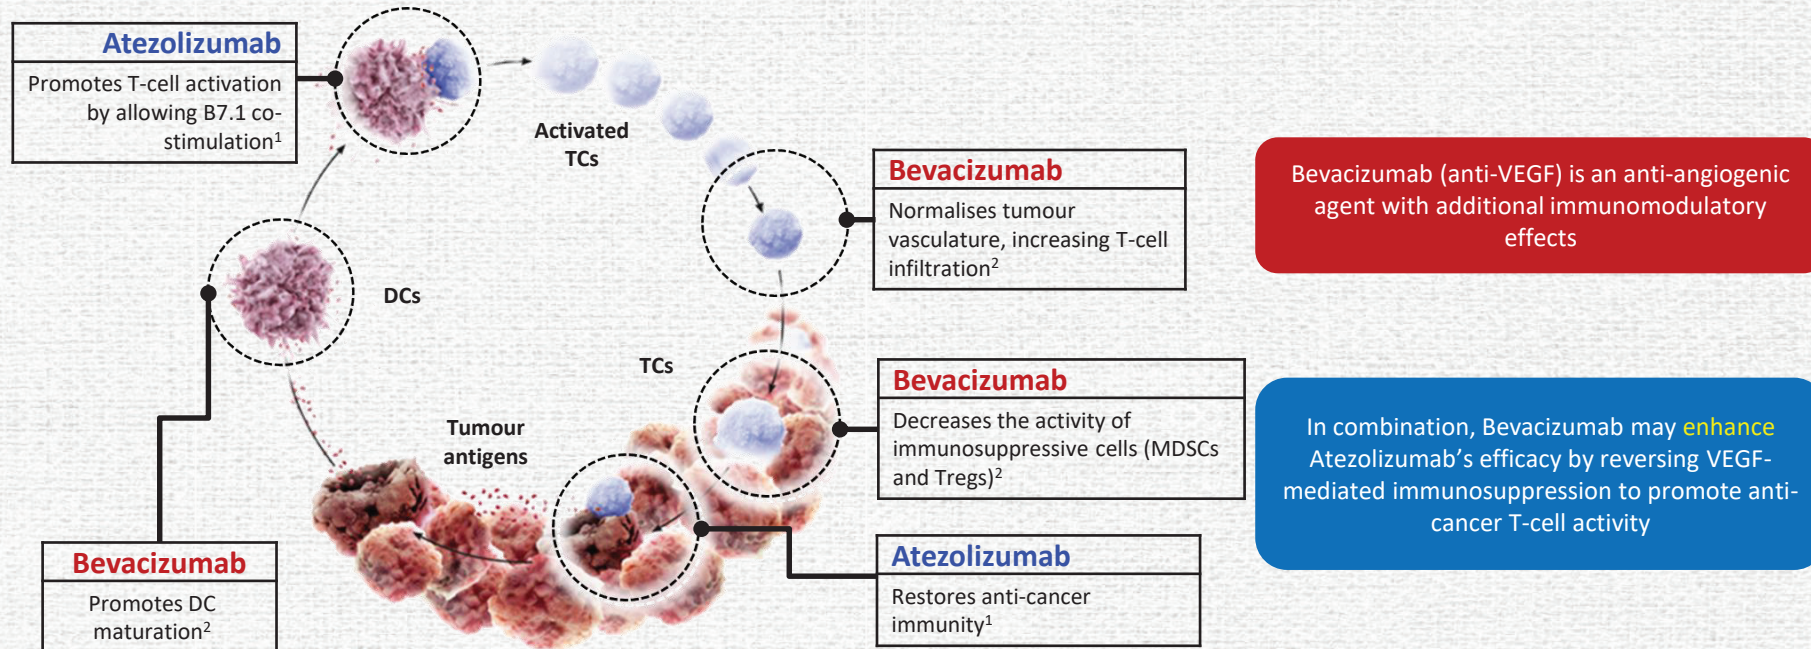 Atezolizumab
Promotes T-cell activation
by allowing B7.1 co-
stimulation¹
Activated
TCs
Bevacizumab
Normalises tumour
vasculature, increasing T-cell
infiltration²
DCs
TCs
Bevacizumab
Decreases the activity of
immunosuppressive cells (MDSCs
and Tregs)²
Tumour
antigens
Atezolizumab
Restores anti-cancer
immunity¹
Bevacizumab
Promotes DC
maturation²
Bevacizumab (anti-VEGF) is an anti-angiogenic
agent with additional immunomodulatory
effects
In combination, Bevacizumab may enhance
Atezolizumab’s efficacy by reversing VEGF-
mediated immunosuppression to promote anti-
cancer T-cell activity